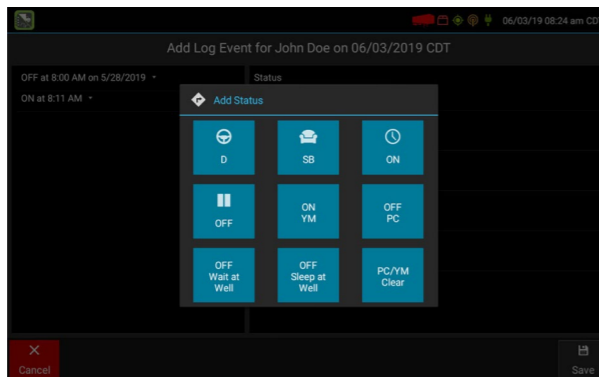 06/03/19 08:24 am CD
Add Log Event for John Doe on 06/03/2019 CDT
OFF at 8:00 AM on 5/28/2019
Status
ON at 8:11 AM
Add Status
D
SB
ON
OFF
ON
YM
OFF
PC
OFF
Wait at
Well
OFF
Sleep at
Well
PC/YM
Clear
Cancel
Save